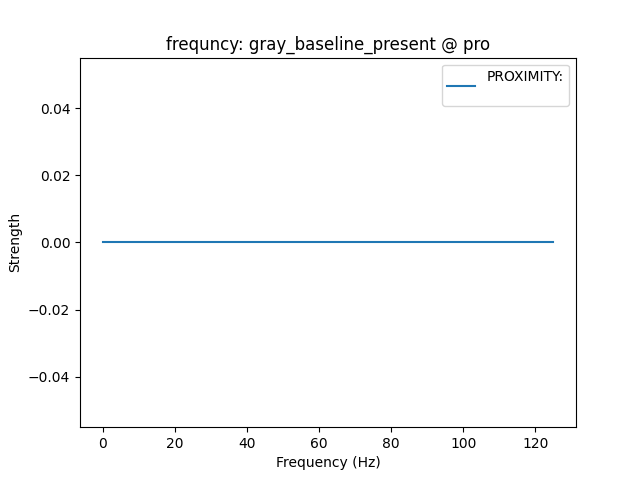 frequncy: gray_baseline_present @ pro
PROXIMITY:
0.04
0.02
0.00
−0.02
−0.04
Strength
0 20 40 60 80 100 120
Frequency (Hz)